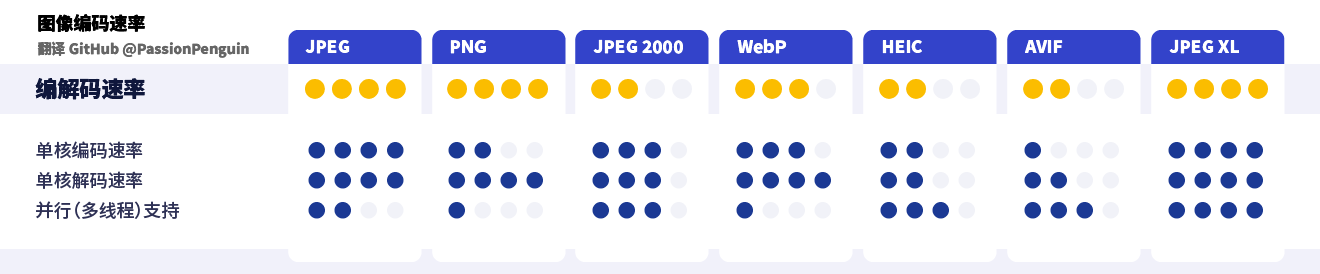 图像编码速率
翻译 GitHub @PassionPenguin
JPEG PNG JPEG 2000 WebP HEIC AVIF JPEG XL
编解码速率
单核编码速率
单核解码速率
并行(多线程)支持